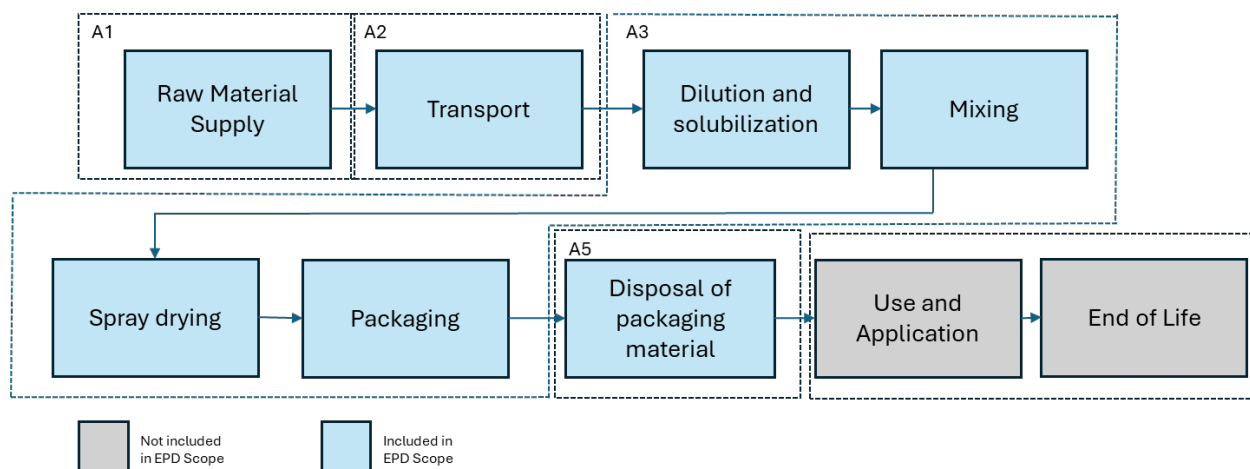 A1
Raw Material
Supply
A2
Transport
A3
Dilution and
solubilization
Mixing
Spray drying
Packaging
A5
Disposal of
packaging
material
Use and
Application
End of Life
Not included
in EPD Scope
Included in
EPD Scope